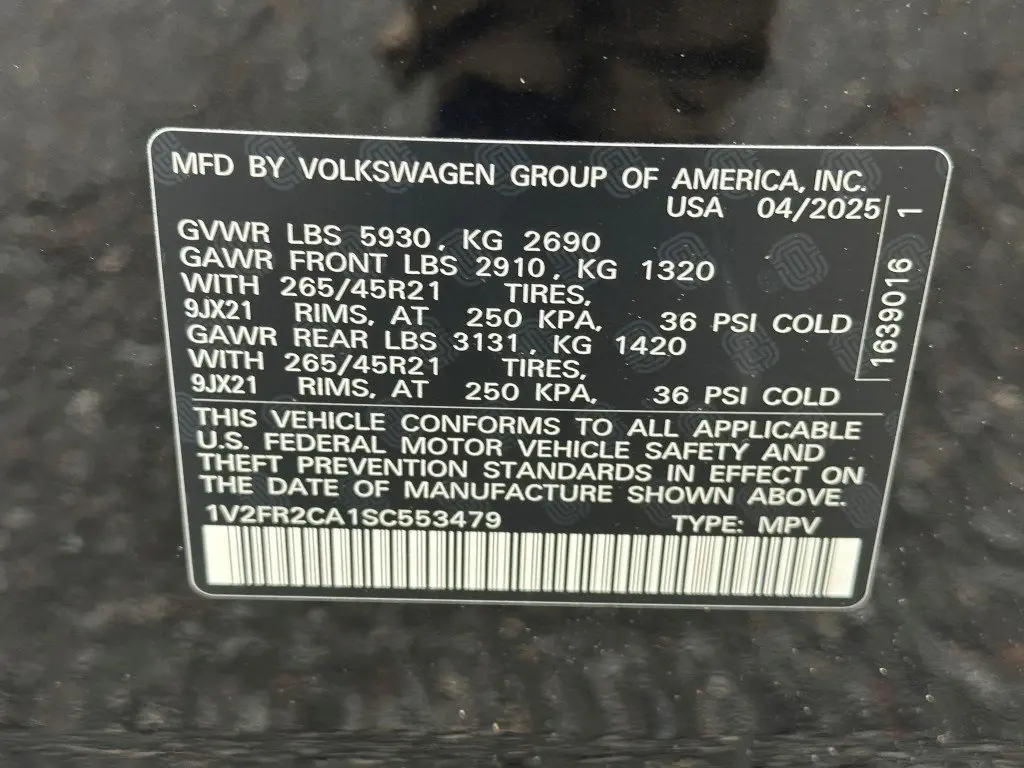 MFD BY VOLKSWAGEN GROUP OF AMERICA, INC.
USA 04/2025
GVWR LBS 5930, KG 2690
GAWR FRONT LBS 2910, KG 1320
WITH 265/45R21 TIRES,
9JX21 RIMS, AT 250 KPA, 36 PSI COLD
GAWR REAR LBS 3131, KG 1420
WITH 265/45R21 TIRES,
9JX21 RIMS, AT 250 KPA, 36 PSI COLD
1639016 1
THIS VEHICLE CONFORMS TO ALL APPLICABLE
U.S. FEDERAL MOTOR VEHICLE SAFETY AND
THEFT PREVENTION STANDARDS IN EFFECT ON
THE DATE OF MANUFACTURE SHOWN ABOVE.
1V2FR2CA1SC553479 TYPE: MPV